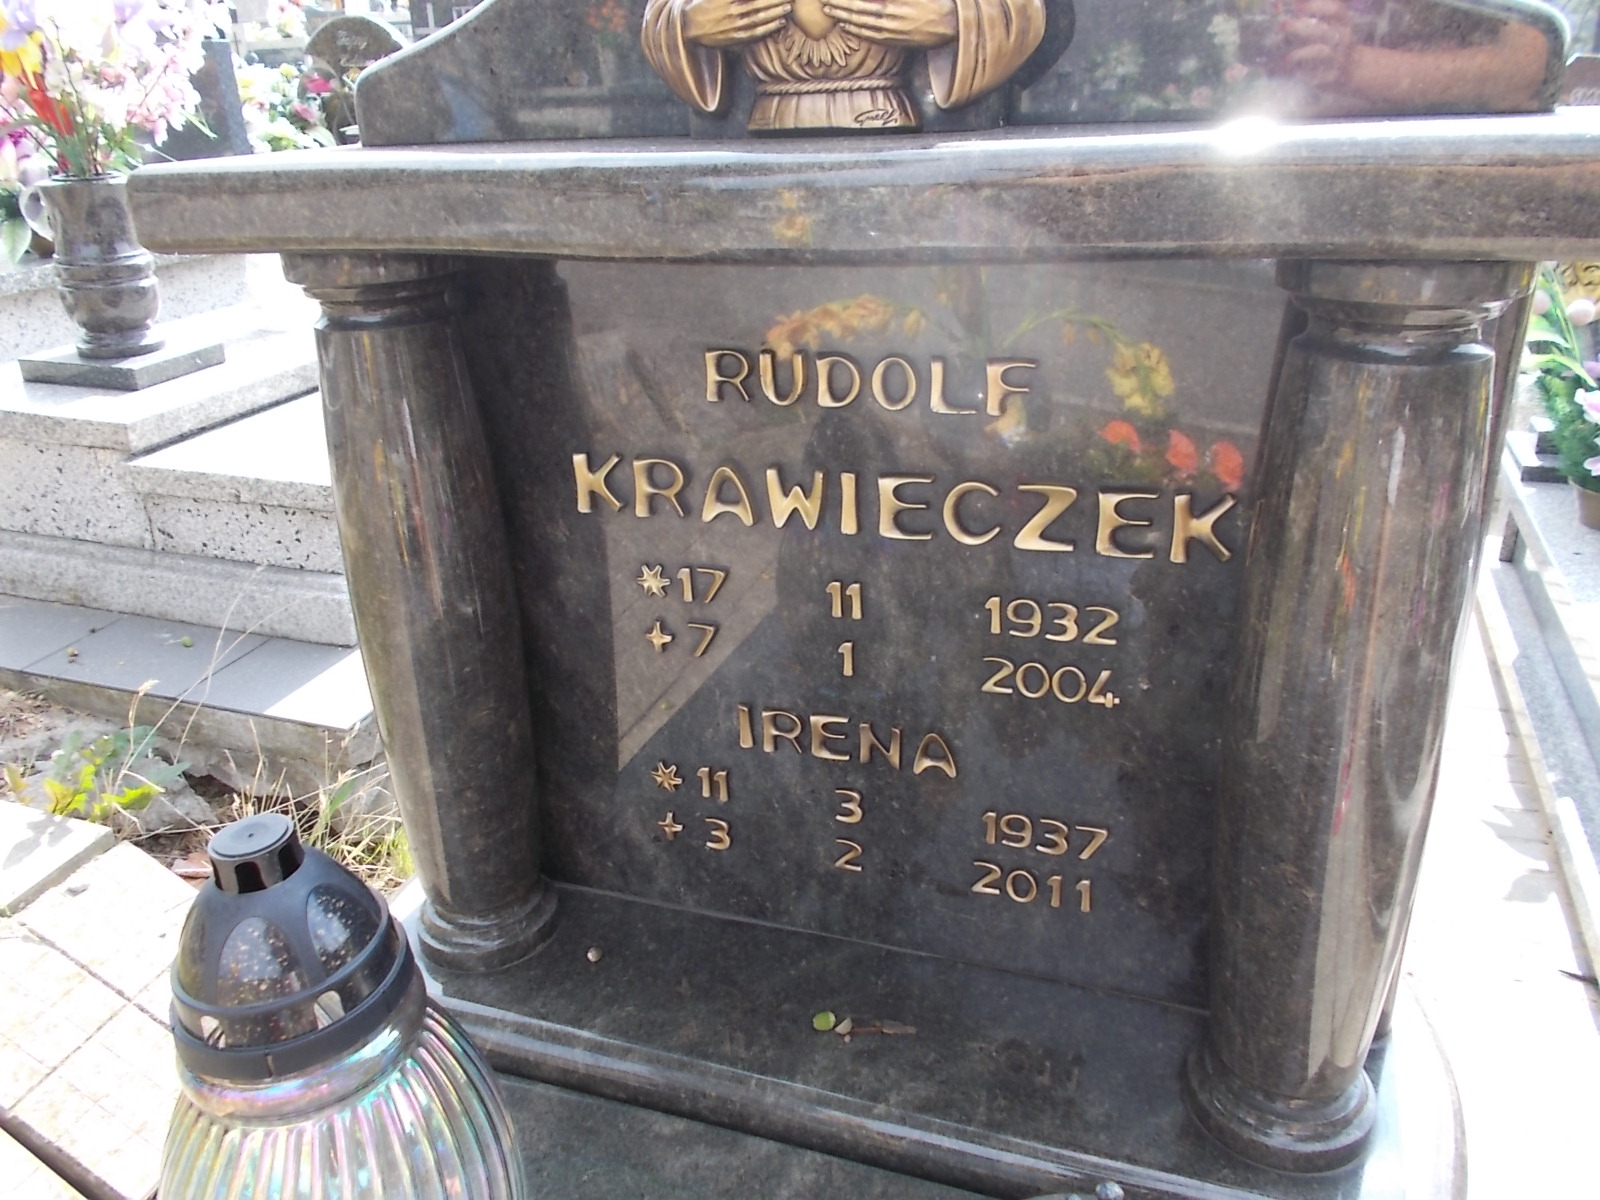 RUDOLF
KRAWIECZEK
*17 11 1932
+7 1 2004
IRENA
*11 3 1937
+3 2 2011